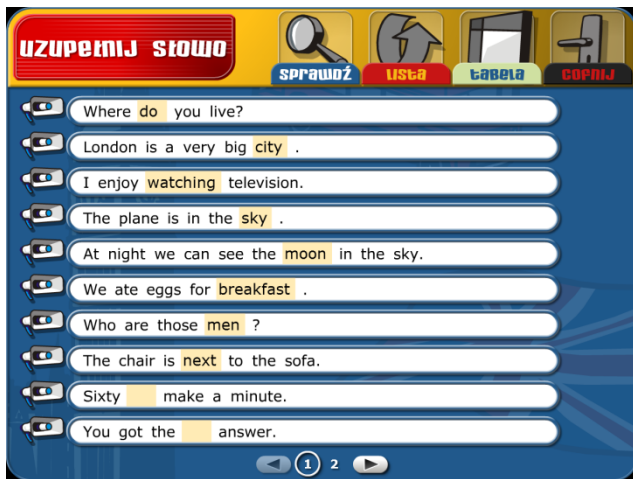 uzupełnij słowo
sprawdź
lista
tabela
cofnij
Where do you live?
London is a very big city .
I enjoy watching television.
The plane is in the sky .
At night we can see the moon in the sky.
We ate eggs for breakfast .
Who are those men ?
The chair is next to the sofa.
Sixty make a minute.
You got the answer.
1 2